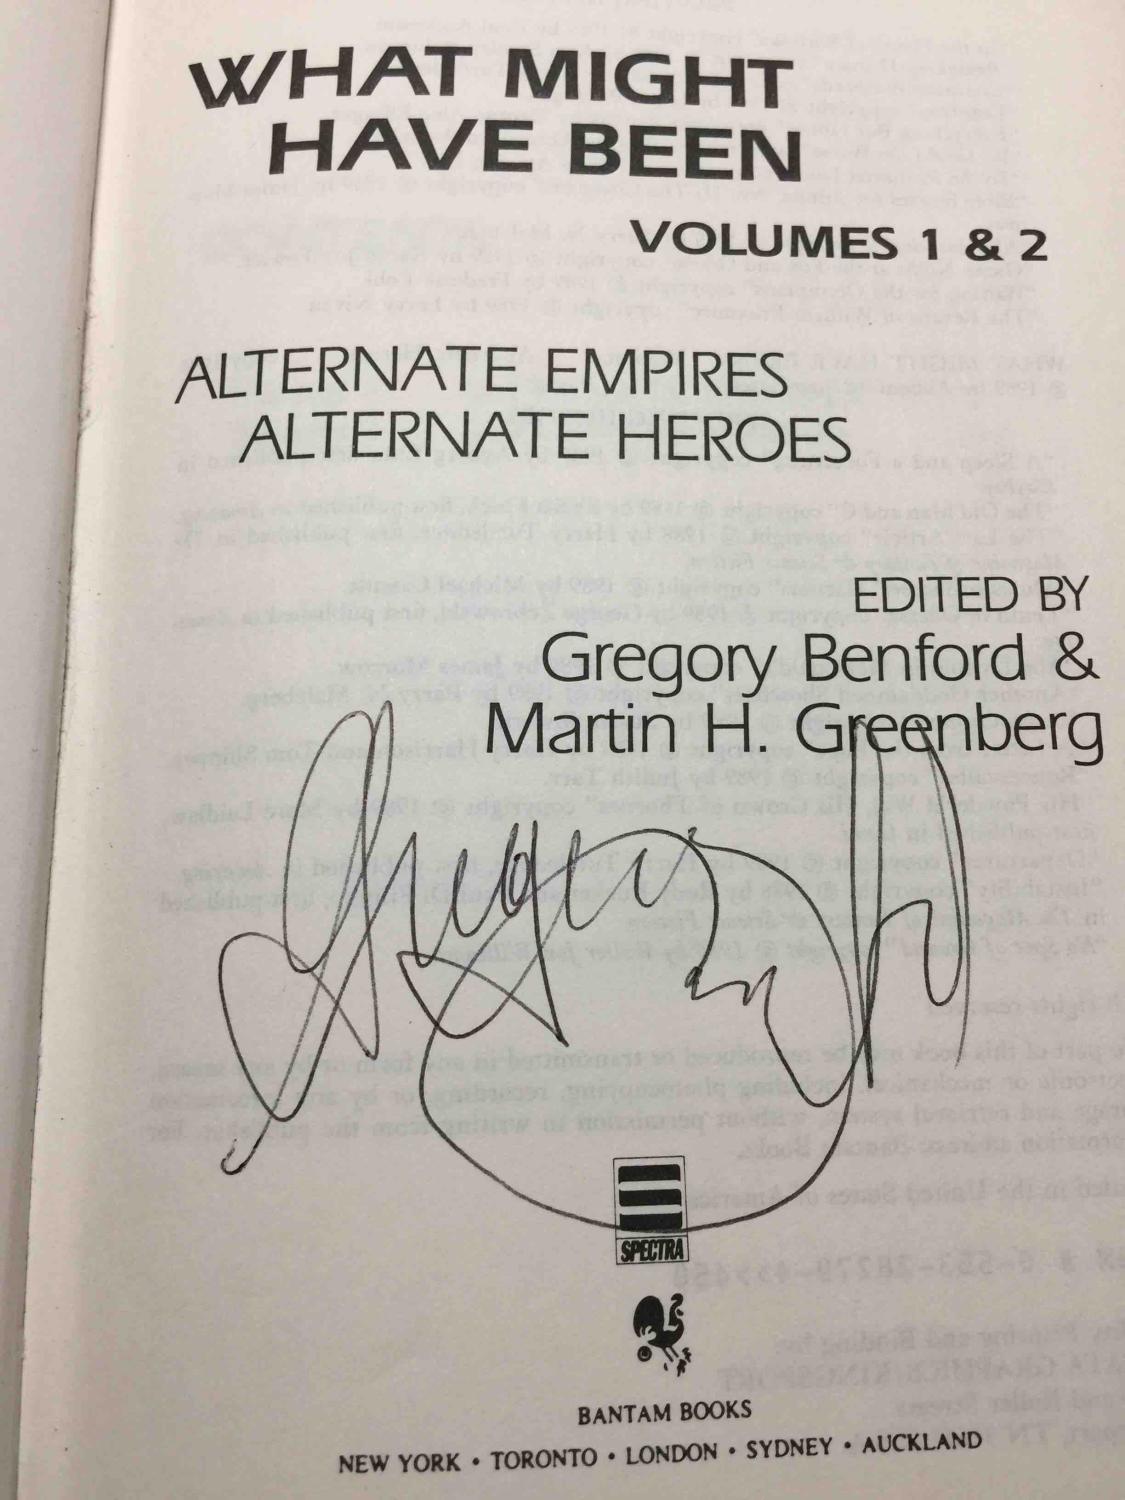 WHAT MIGHT
HAVE BEEN
VOLUMES 1 & 2
ALTERNATE EMPIRES
ALTERNATE HEROES
EDITED BY
Gregory Benford &
Martin H. Greenberg
SPECTRA
BANTAM BOOKS
NEW YORK • TORONTO • LONDON • SYDNEY • AUCKLAND